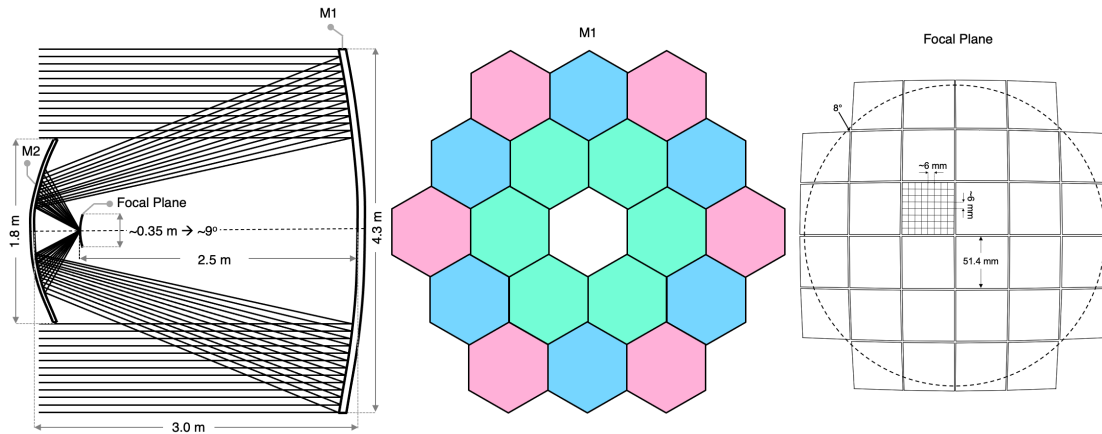 M1
M2
Focal Plane
~0.35 m → ~9º
2.5 m
1.8 m
4.3 m
3.0 m
M1
Focal Plane
8°
~6 mm
~6 mm
51.4 mm